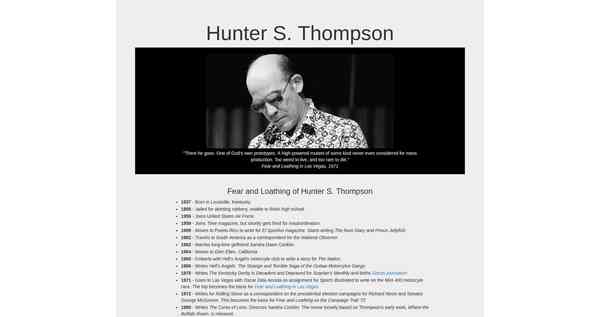 Hunter S. Thompson
"There he goes. One of God's own prototypes. A high-powered mutant of some kind never even considered for mass
production. Too weird to live, and too rare to die."
Fear and Loathing in Las Vegas, 1971
Fear and Loathing of Hunter S. Thompson
1937 - Born in Louisville, Kentucky.
1955 - Jailed for abetting robbery, unable to finish high school.
1956 - Joins United States Air Force.
1959 - Joins Time magazine, but shortly gets fired for insubordination.
1960 - Moves to Puerto Rico to write for El Sportivo magazine. Starts writing The Rum Diary and Prince Jellyfish.
1962 - Travels to South America as a correspondent for the National Observer.
1963 - Marries long-time girlfriend Sandra Dawn Conklin.
1964 - Moves to Glen Ellen, California.
1965 - Embeds with Hell's Angels motorcycle club to write a story for The Nation.
1966 - Writes Hell's Angels: The Strange and Terrible Saga of the Outlaw Motorcycle Gangs.
1970 - Writes The Kentucky Derby Is Decadent and Depraved for Scanlan's Monthly and births Gonzo journalism
1971 - Goes to Las Vegas with Oscar Zeta Acosta on assignment for Sports Illustrated to write on the Mint 400 motorcycle
race. The trip becomes the basis for Fear and Loathing in Las Vegas.
1972 - Writes for Rolling Stone as a correspondent on the presidential election campaigns for Richard Nixon and Senator
George McGovern. This becomes the basis for Fear and Loathing on the Campaign Trail '72.
1980 - Writes The Curse of Lono. Divorces Sandra Conklin. The movie loosely based on Thompson's early work, Where the
Buffalo Roam, is released.